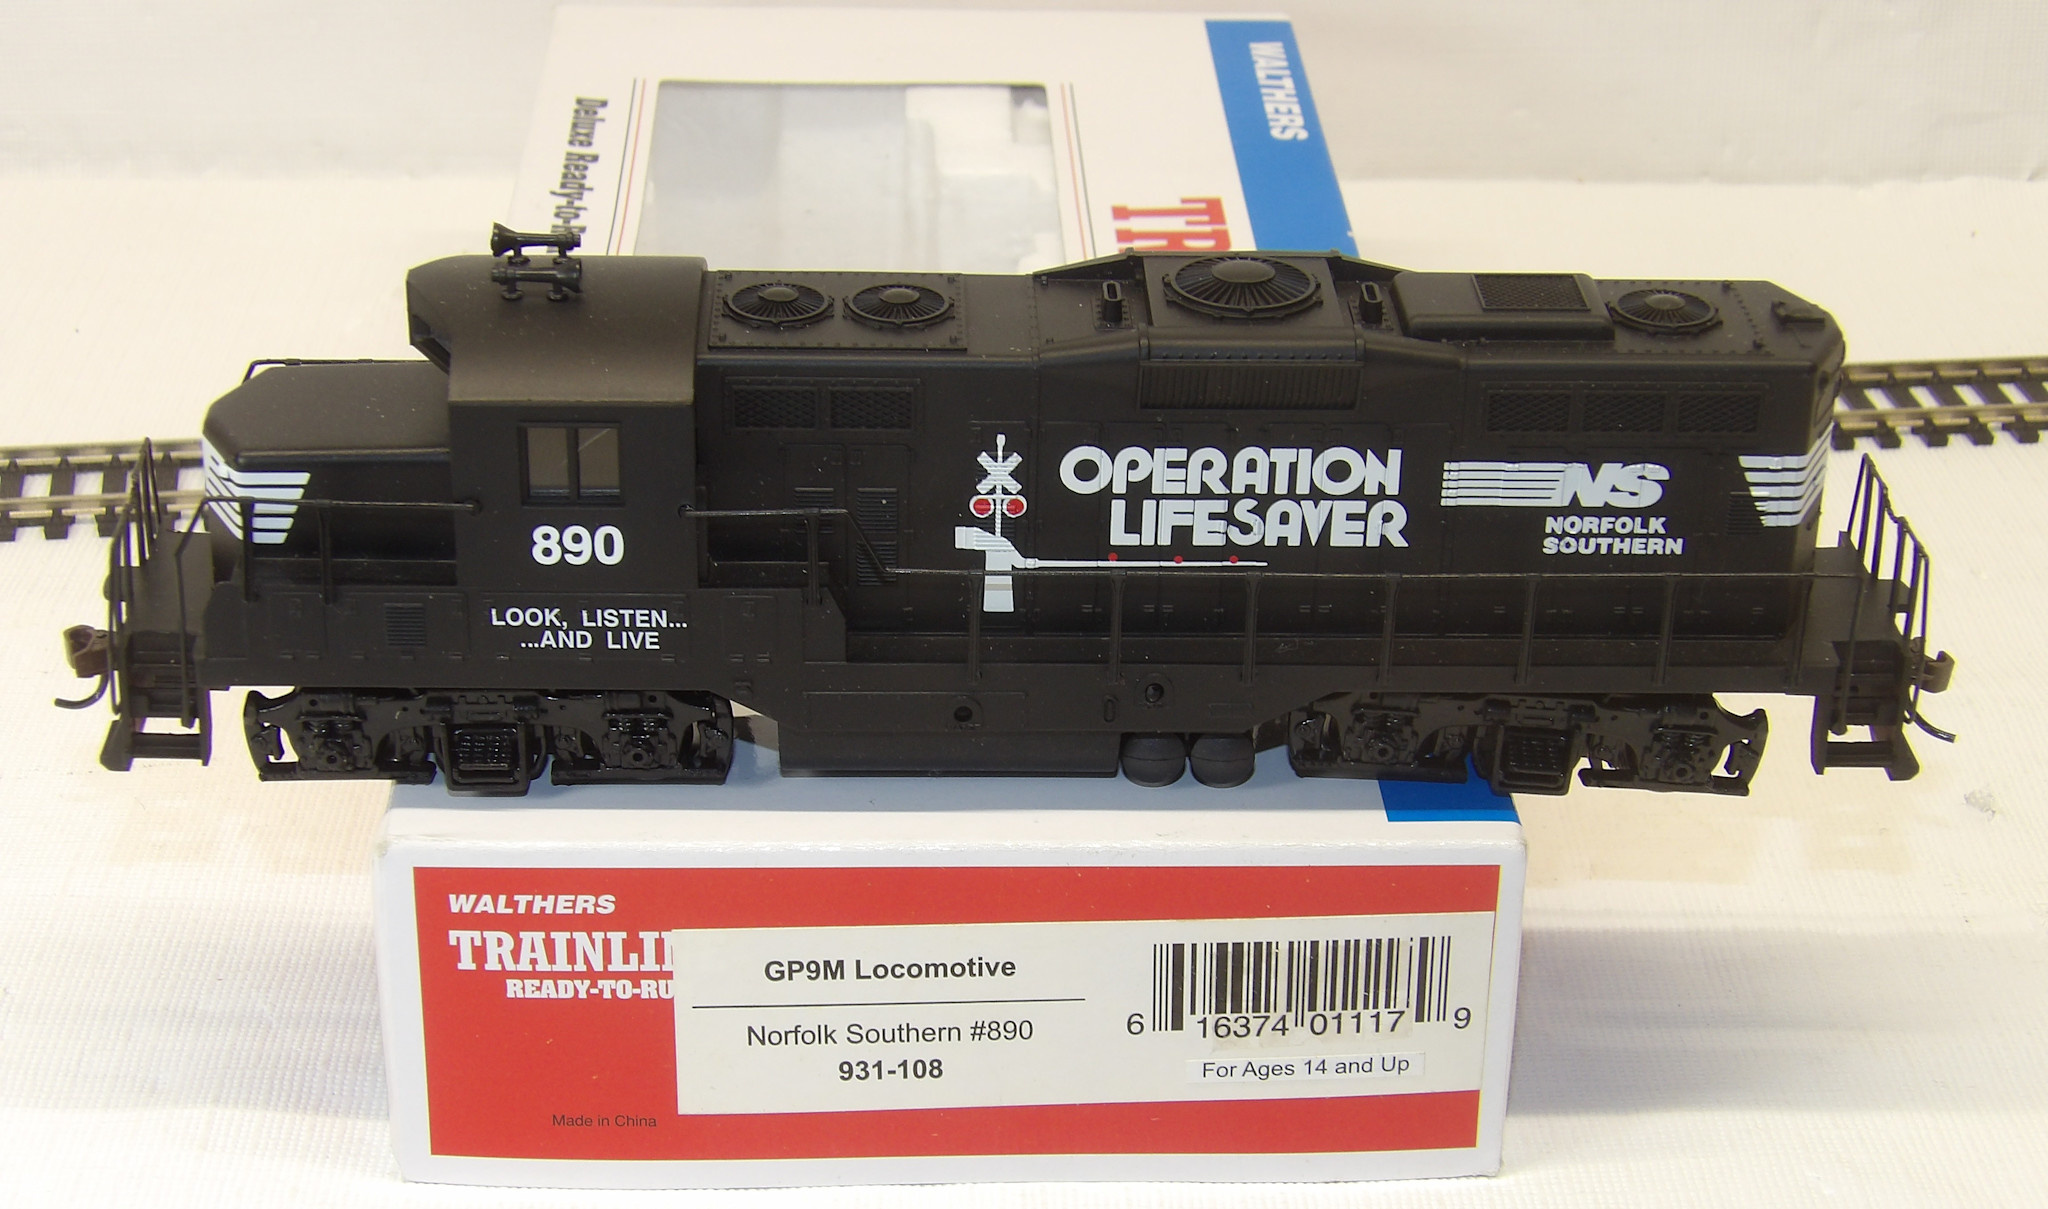 WALTHERS
Deluxe Ready-to-R
TR
OPERATION
LIFESAVER
NS
NORFOLK
SOUTHERN
890
LOOK, LISTEN...
...AND LIVE
WALTHERS
TRAINLI
READY-TO-RU
GP9M Locomotive
Norfolk Southern #890
931-108
6 16374 01117 9
For Ages 14 and Up
Made in China